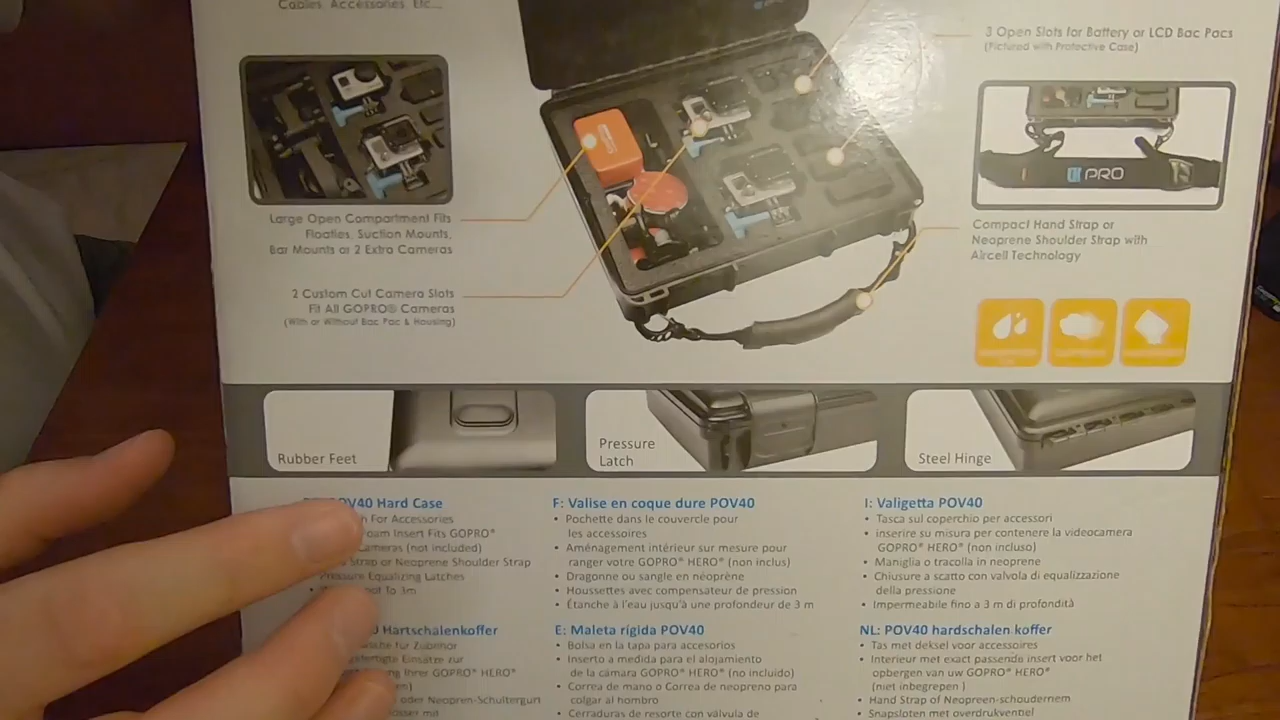 Cables, Accessories, Etc...
3 Open Slots for Battery or LCD Bac Pacs
(Pictured with Protective Case)
PRO
Large Open Compartment Fits
Floaties, Suction Mounts,
Bar Mounts or 2 Extra Cameras
Compact Hand Strap or
Neoprene Shoulder Strap with
Aircell Technology
2 Custom Cut Camera Slots
Fit All GOPRO® Cameras
(With or Without Bac Pac & Housing)
Rubber Feet
Pressure
Latch
Steel Hinge
POV40 Hard Case
For Accessories
Foam Insert Fits GOPRO®
Cameras (not included)
Strap or Neoprene Shoulder Strap
Pressure Equalizing Latches
to 3m
F: Valise en coque dure POV40
• Pochette dans le couvercle pour
les accessoires
• Aménagement intérieur sur mesure pour
ranger votre GOPRO® HERO® (non inclus)
• Dragonne ou sangle en néoprène
• Houssettes avec compensateur de pression
• Étanche à l'eau jusqu'à une profondeur de 3 m
I: Valigetta POV40
• Tasca sul coperchio per accessori
• inserire su misura per contenere la videocamera
GOPRO® HERO® (non incluso)
• Maniglia o tracolla in neoprene
• Chiusure a scatto con valvola di equalizzazione
della pressione
• Impermeabile fino a 3 m di profondità
Hartschalenkoffer
für Zubehör
Einsätze zur
Ihrer GOPRO® HERO®
oder Neopren-Schultergurt
mit
E: Maleta rígida POV40
• Bolsa en la tapa para accesorios
• Inserto a medida para el alojamiento
de la cámara GOPRO® HERO® (no incluido)
• Correa de mano o Correa de neopreno para
colgar al hombro
• Cerraduras de resorte con válvula de
NL: POV40 hardschalen koffer
• Tas met deksel voor accessoires
• Interieur met exact passende insert voor het
opbergen van uw GOPRO® HERO®
(niet inbegrepen )
• Hand Strap of Neopreen-schoudernem
• Snapsloten met overdrukventiel